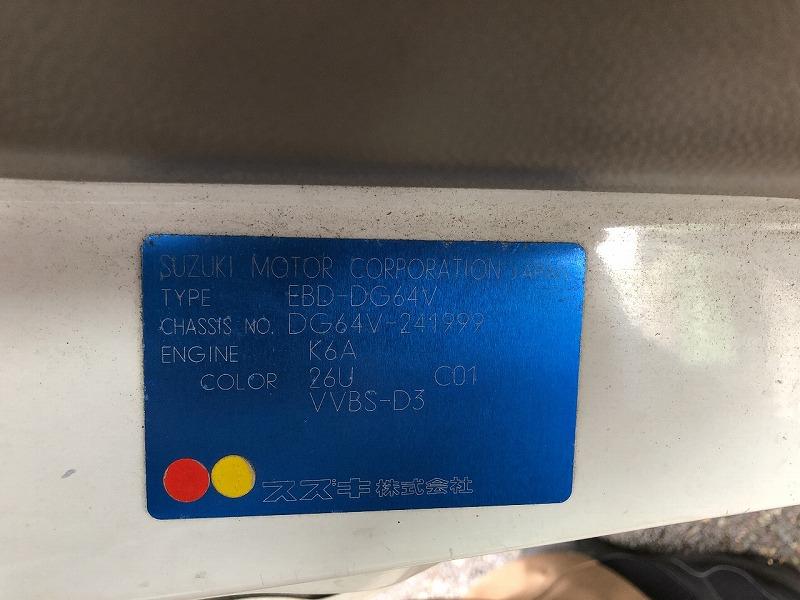 SUZUKI MOTOR CORPORATION JAPAN
TYPE EBD-DG64V
CHASSIS NO. DG64V-241999
ENGINE K6A
COLOR 26U C01
VVBS-D3
スズキ株式会社